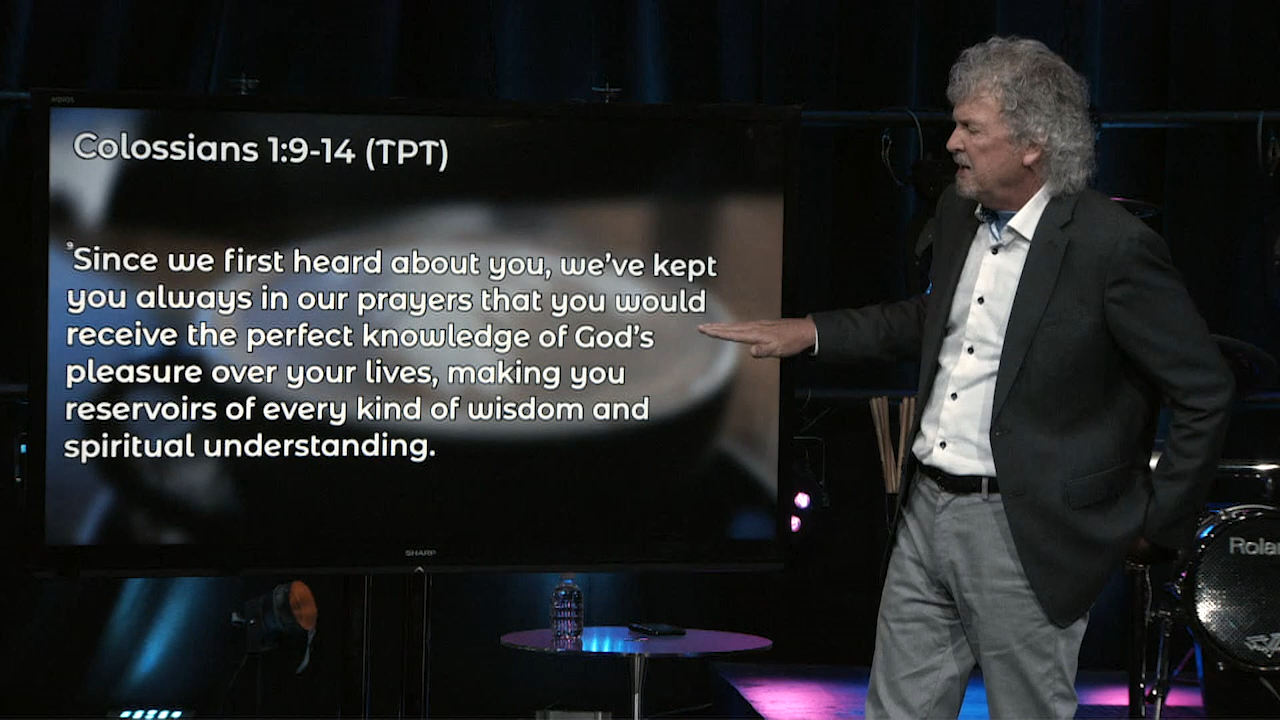 Colossians 1:9-14 (TPT)
9 Since we first heard about you, we've kept
you always in our prayers that you would
receive the perfect knowledge of God's
pleasure over your lives, making you
reservoirs of every kind of wisdom and
spiritual understanding.
SHARP